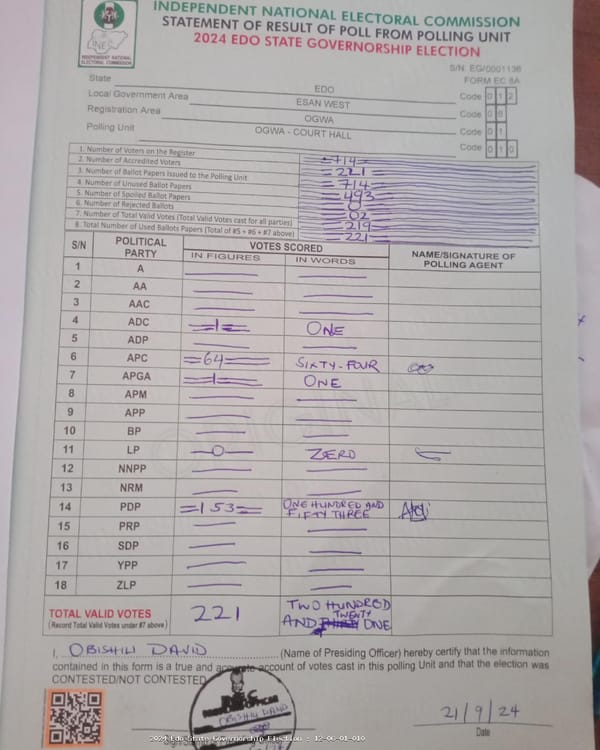 INDEPENDENT NATIONAL ELECTORAL COMMISSION
STATEMENT OF RESULT OF POLL FROM POLLING UNIT
2024 EDO STATE GOVERNORSHIP ELECTION
INEC
INDEPENDENT NATIONAL
ELECTORAL COMMISSION
S/N: EG/0001136
FORM EC 8A
State EDO Code 0 1 2
Local Government Area ESAN WEST Code 0 6
Registration Area OGWA Code 0 1
Polling Unit OGWA - COURT HALL Code 0 1 0
1. Number of Voters on the Register =714=
2. Number of Accredited Voters =221=
3. Number of Ballot Papers Issued to the Polling Unit =714=
4. Number of Unused Ballot Papers =493=
5. Number of Spoiled Ballot Papers 0
6. Number of Rejected Ballots =02
7. Number of Total Valid Votes (Total Valid Votes cast for all parties) =219=
8. Total Number of Used Ballots Papers (Total of #5 + #6 + #7 above) =221=
S/N POLITICAL PARTY VOTES SCORED NAME/SIGNATURE OF POLLING AGENT
IN FIGURES IN WORDS
1 A
2 AA
3 AAC
4 ADC =1= ONE
5 ADP
6 APC =64= SIXTY-FOUR
7 APGA =1= ONE
8 APM
9 APP
10 BP
11 LP -0- ZERO
12 NNPP
13 NRM
14 PDP =153= ONE HUNDRED AND FIFTY THREE
15 PRP
16 SDP
17 YPP
18 ZLP
TOTAL VALID VOTES 221 TWO HUNDRED
(Record Total Valid Votes under #7 above) AND TWENTY ONE
I, OBISHILI DAVID (Name of Presiding Officer) hereby certify that the information
contained in this form is a true and accurate account of votes cast in this polling Unit and that the election was
CONTESTED/NOT CONTESTED
OBISHILI DAVID
21/9/24
Date
2024 Edo State Governorship Election : 12-06-01-010